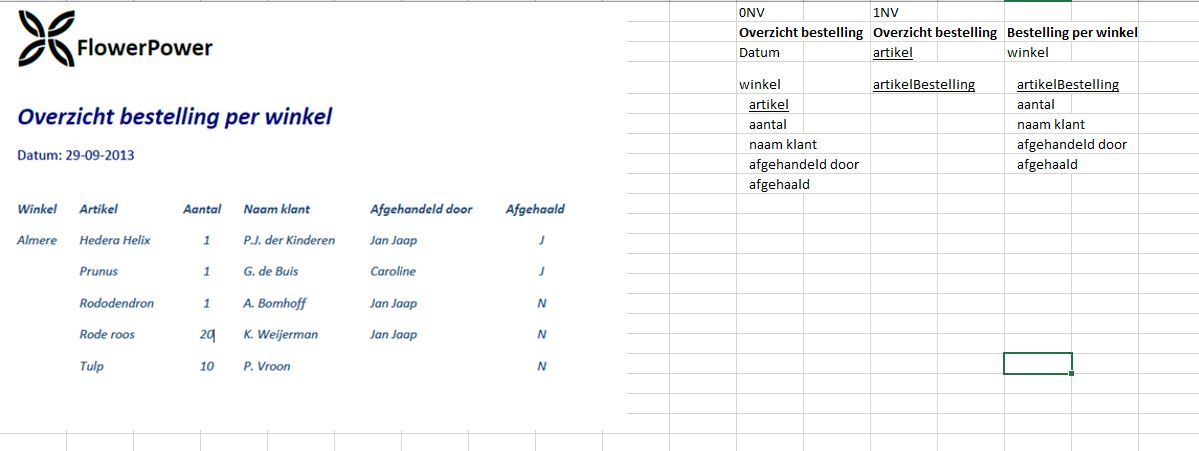 FlowerPower
Overzicht bestelling per winkel
Datum: 29-09-2013
Winkel Artikel Aantal Naam klant Afgehandeld door Afgehaald
Almere Hedera Helix 1 P.J. der Kinderen Jan Jaap J
Prunus 1 G. de Buis Caroline J
Rododendron 1 A. Bomhoff Jan Jaap N
Rode roos 20 K. Weijerman Jan Jaap N
Tulp 10 P. Vroon N
0NV 1NV
Overzicht bestelling Overzicht bestelling Bestelling per winkel
Datum artikel winkel
winkel artikelBestelling artikelBestelling
artikel aantal
aantal naam klant
naam klant afgehandeld door
afgehandeld door afgehaald
afgehaald